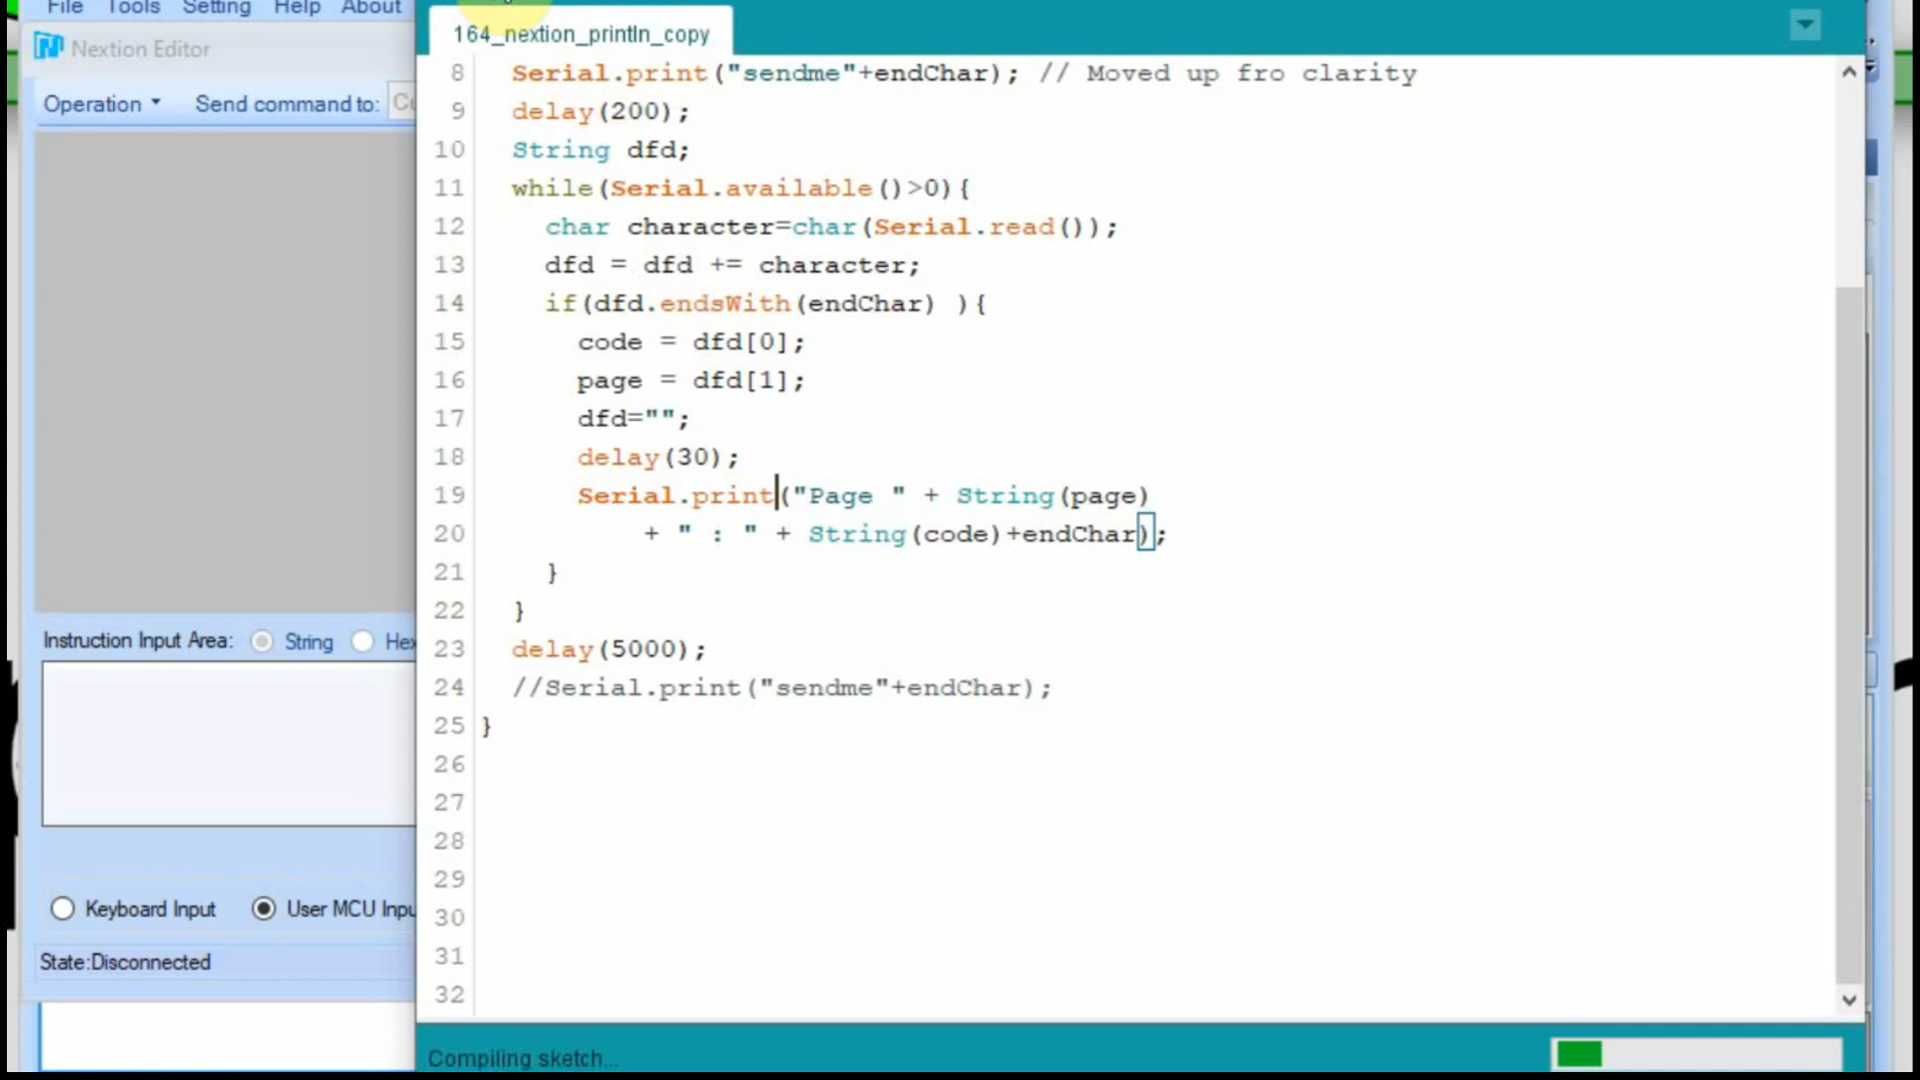 File Tools Setting Help About
Nextion Editor
Operation Send command to:
164_nextion_println_copy
8 Serial.print("sendme"+endChar); // Moved up fro clarity
9 delay(200);
10 String dfd;
11 while(Serial.available()>0){
12 char character=char(Serial.read());
13 dfd = dfd += character;
14 if(dfd.endsWith(endChar) ){
15 code = dfd[0];
16 page = dfd[1];
17 dfd="";
18 delay(30);
19 Serial.print("Page " + String(page)
20 + " : " + String(code)+endChar);
21 }
22 }
23 delay(5000);
24 //Serial.print("sendme"+endChar);
25 }
26
27
28
29
30
31
32
Instruction Input Area: String Hex
Keyboard Input User MCU Inpu
State:Disconnected
Compiling sketch...